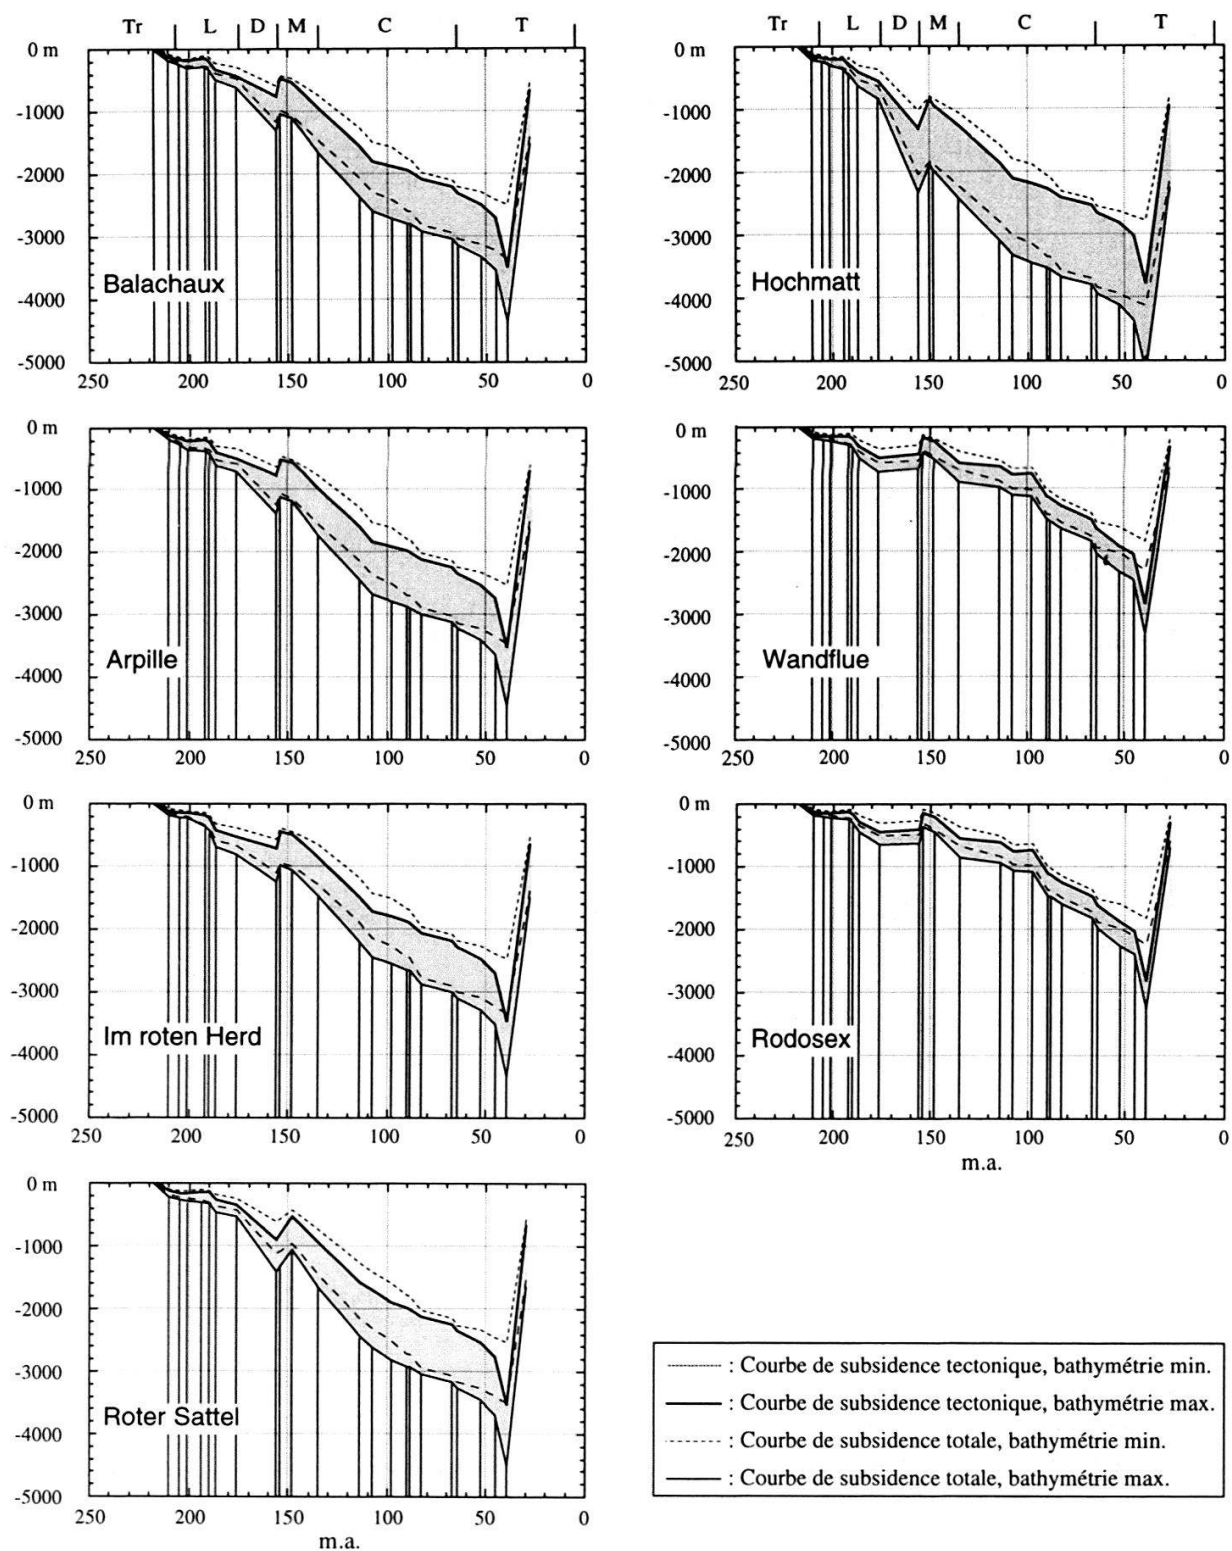 Tr L D M C T
Tr L D M C T
0 m
-1000
-2000
-3000
-4000
-5000
Balachaux
250 200 150 100 50 0
0 m
-1000
-2000
-3000
-4000
-5000
Hochmatt
250 200 150 100 50 0
0 m
-1000
-2000
-3000
-4000
-5000
Arpille
250 200 150 100 50 0
0 m
-1000
-2000
-3000
-4000
-5000
Wandflue
250 200 150 100 50 0
0 m
-1000
-2000
-3000
-4000
-5000
Im roten Herd
250 200 150 100 50 0
0 m
-1000
-2000
-3000
-4000
-5000
Rodosex
250 200 150 100 50 0
m.a.
0 m
-1000
-2000
-3000
-4000
-5000
Roter Sattel
250 200 150 100 50 0
m.a.
: Courbe de subsidence tectonique, bathymétrie min.
: Courbe de subsidence tectonique, bathymétrie max.
: Courbe de subsidence totale, bathymétrie min.
: Courbe de subsidence totale, bathymétrie max.